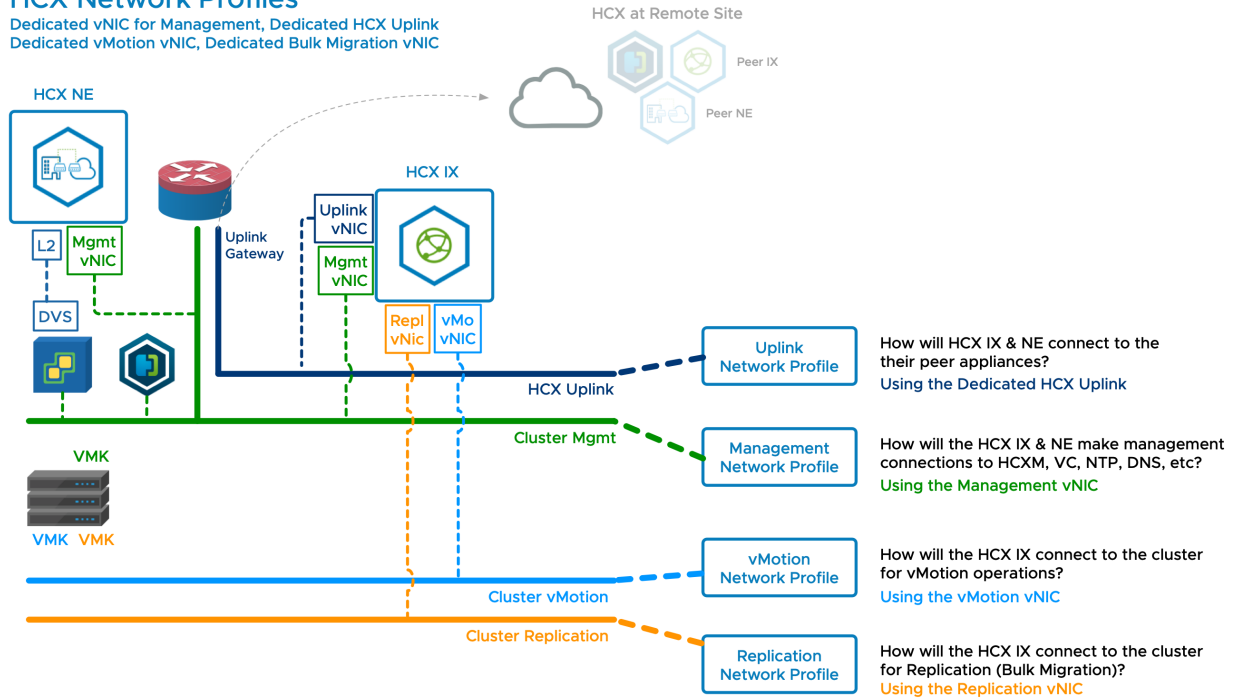 HCX Network Profiles
Dedicated vNIC for Management, Dedicated HCX Uplink
Dedicated vMotion vNIC, Dedicated Bulk Migration vNIC
HCX at Remote Site
Peer IX
Peer NE
HCX NE
HCX IX
L2
Mgmt
vNIC
DVS
Uplink
Gateway
Uplink
vNIC
Mgmt
vNIC
Repl
vNic
vMo
vNIC
HCX Uplink
Cluster Mgmt
VMK
VMK VMK
Cluster vMotion
Cluster Replication
Uplink
Network Profile
How will HCX IX & NE connect to the
their peer appliances?
Using the Dedicated HCX Uplink
Management
Network Profile
How will the HCX IX & NE make management
connections to HCXM, VC, NTP, DNS, etc?
Using the Management vNIC
vMotion
Network Profile
How will the HCX IX connect to the cluster
for vMotion operations?
Using the vMotion vNIC
Replication
Network Profile
How will the HCX IX connect to the cluster
for Replication (Bulk Migration)?
Using the Replication vNIC